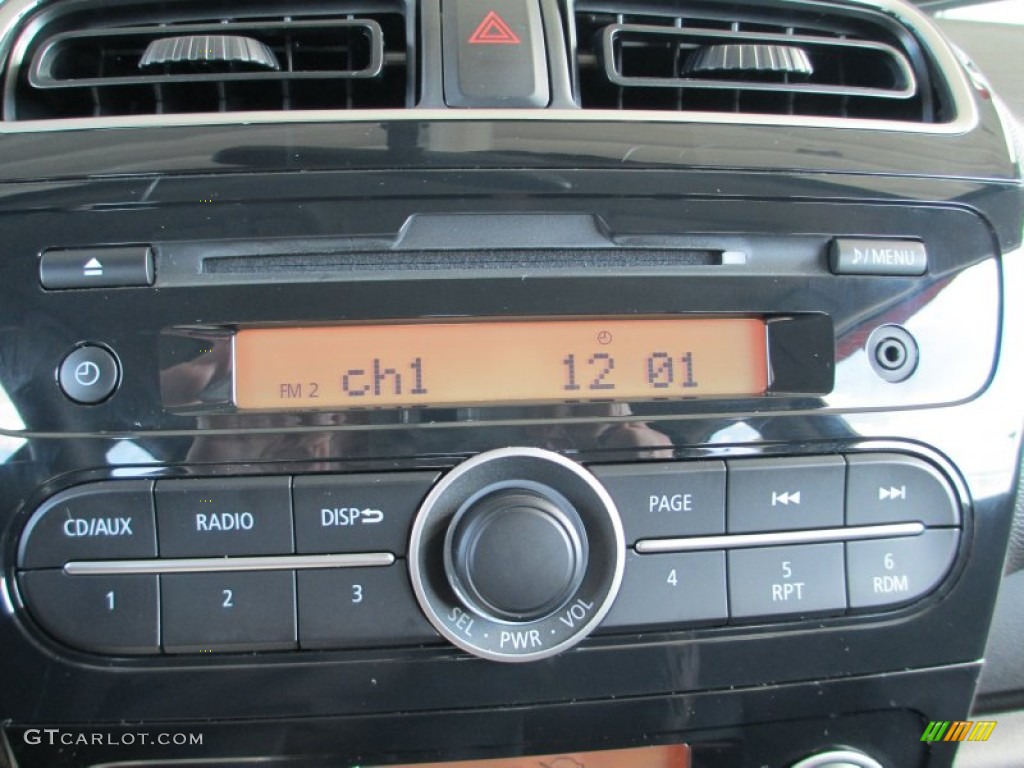 MENU
FM 2 ch1 12 01
CD/AUX RADIO DISP PAGE
1 2 3 4 5 RPT 6 RDM
SEL · PWR · VOL
GTCARLOT.COM